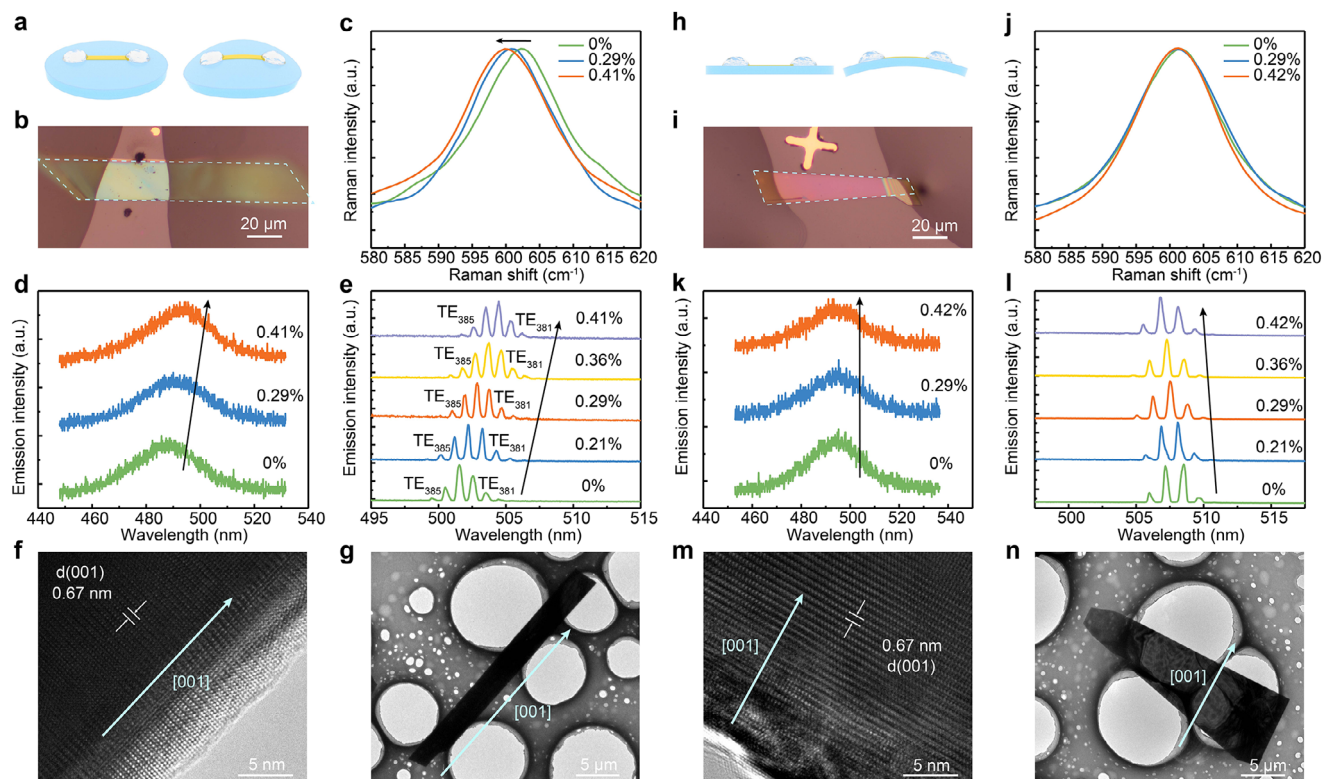 a
b
20 μm
c
0%
0.29%
0.41%
Raman intensity (a.u.)
580 585 590 595 600 605 610 615 620
Raman shift (cm⁻¹)
d
0.41%
0.29%
0%
Emission intensity (a.u.)
440 460 480 500 520 540
Wavelength (nm)
e
TE₃₈₅ TE₃₈₁ 0.41%
TE₃₈₅ TE₃₈₁ 0.36%
TE₃₈₅ TE₃₈₁ 0.29%
TE₃₈₅ TE₃₈₁ 0.21%
TE₃₈₅ TE₃₈₁ 0%
Emission intensity (a.u.)
495 500 505 510 515
Wavelength (nm)
f
d(001)
0.67 nm
[001]
5 nm
g
[001]
5 μm
h
i
20 μm
j
0%
0.29%
0.42%
Raman intensity (a.u.)
580 585 590 595 600 605 610 615 620
Raman shift (cm⁻¹)
k
0.42%
0.29%
0%
Emission intensity (a.u.)
440 460 480 500 520 540
Wavelength (nm)
l
0.42%
0.36%
0.29%
0.21%
0%
Emission intensity (a.u.)
500 505 510 515
Wavelength (nm)
m
[001]
0.67 nm
d(001)
5 nm
n
[001]
5 μm